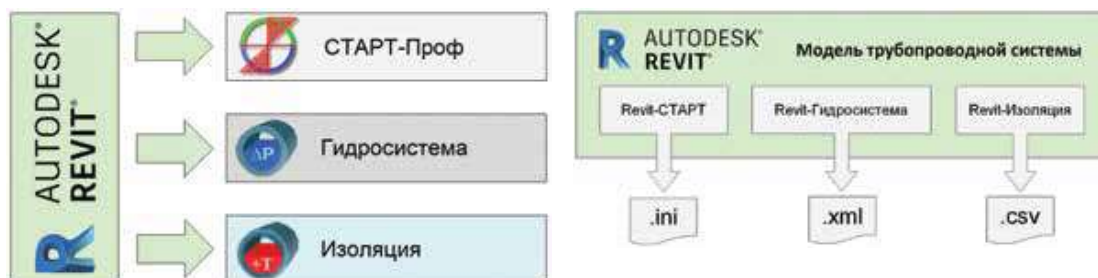 AUTODESK®
REVIT®
СТАРТ-Проф
ΔP
Гидросистема
+T
Изоляция
AUTODESK®
REVIT®
Модель трубопроводной системы
Revit-СТАРТ
Revit-Гидросистема
Revit-Изоляция
.ini
.xml
.csv